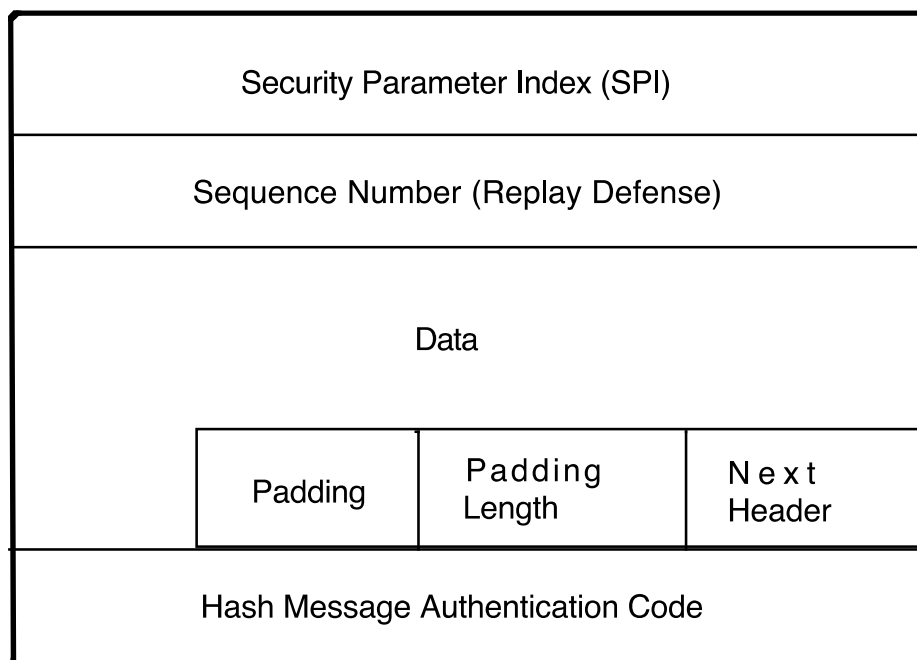 Security Parameter Index (SPI)
Sequence Number (Replay Defense)
Data
Padding
Padding
Length
Next
Header
Hash Message Authentication Code